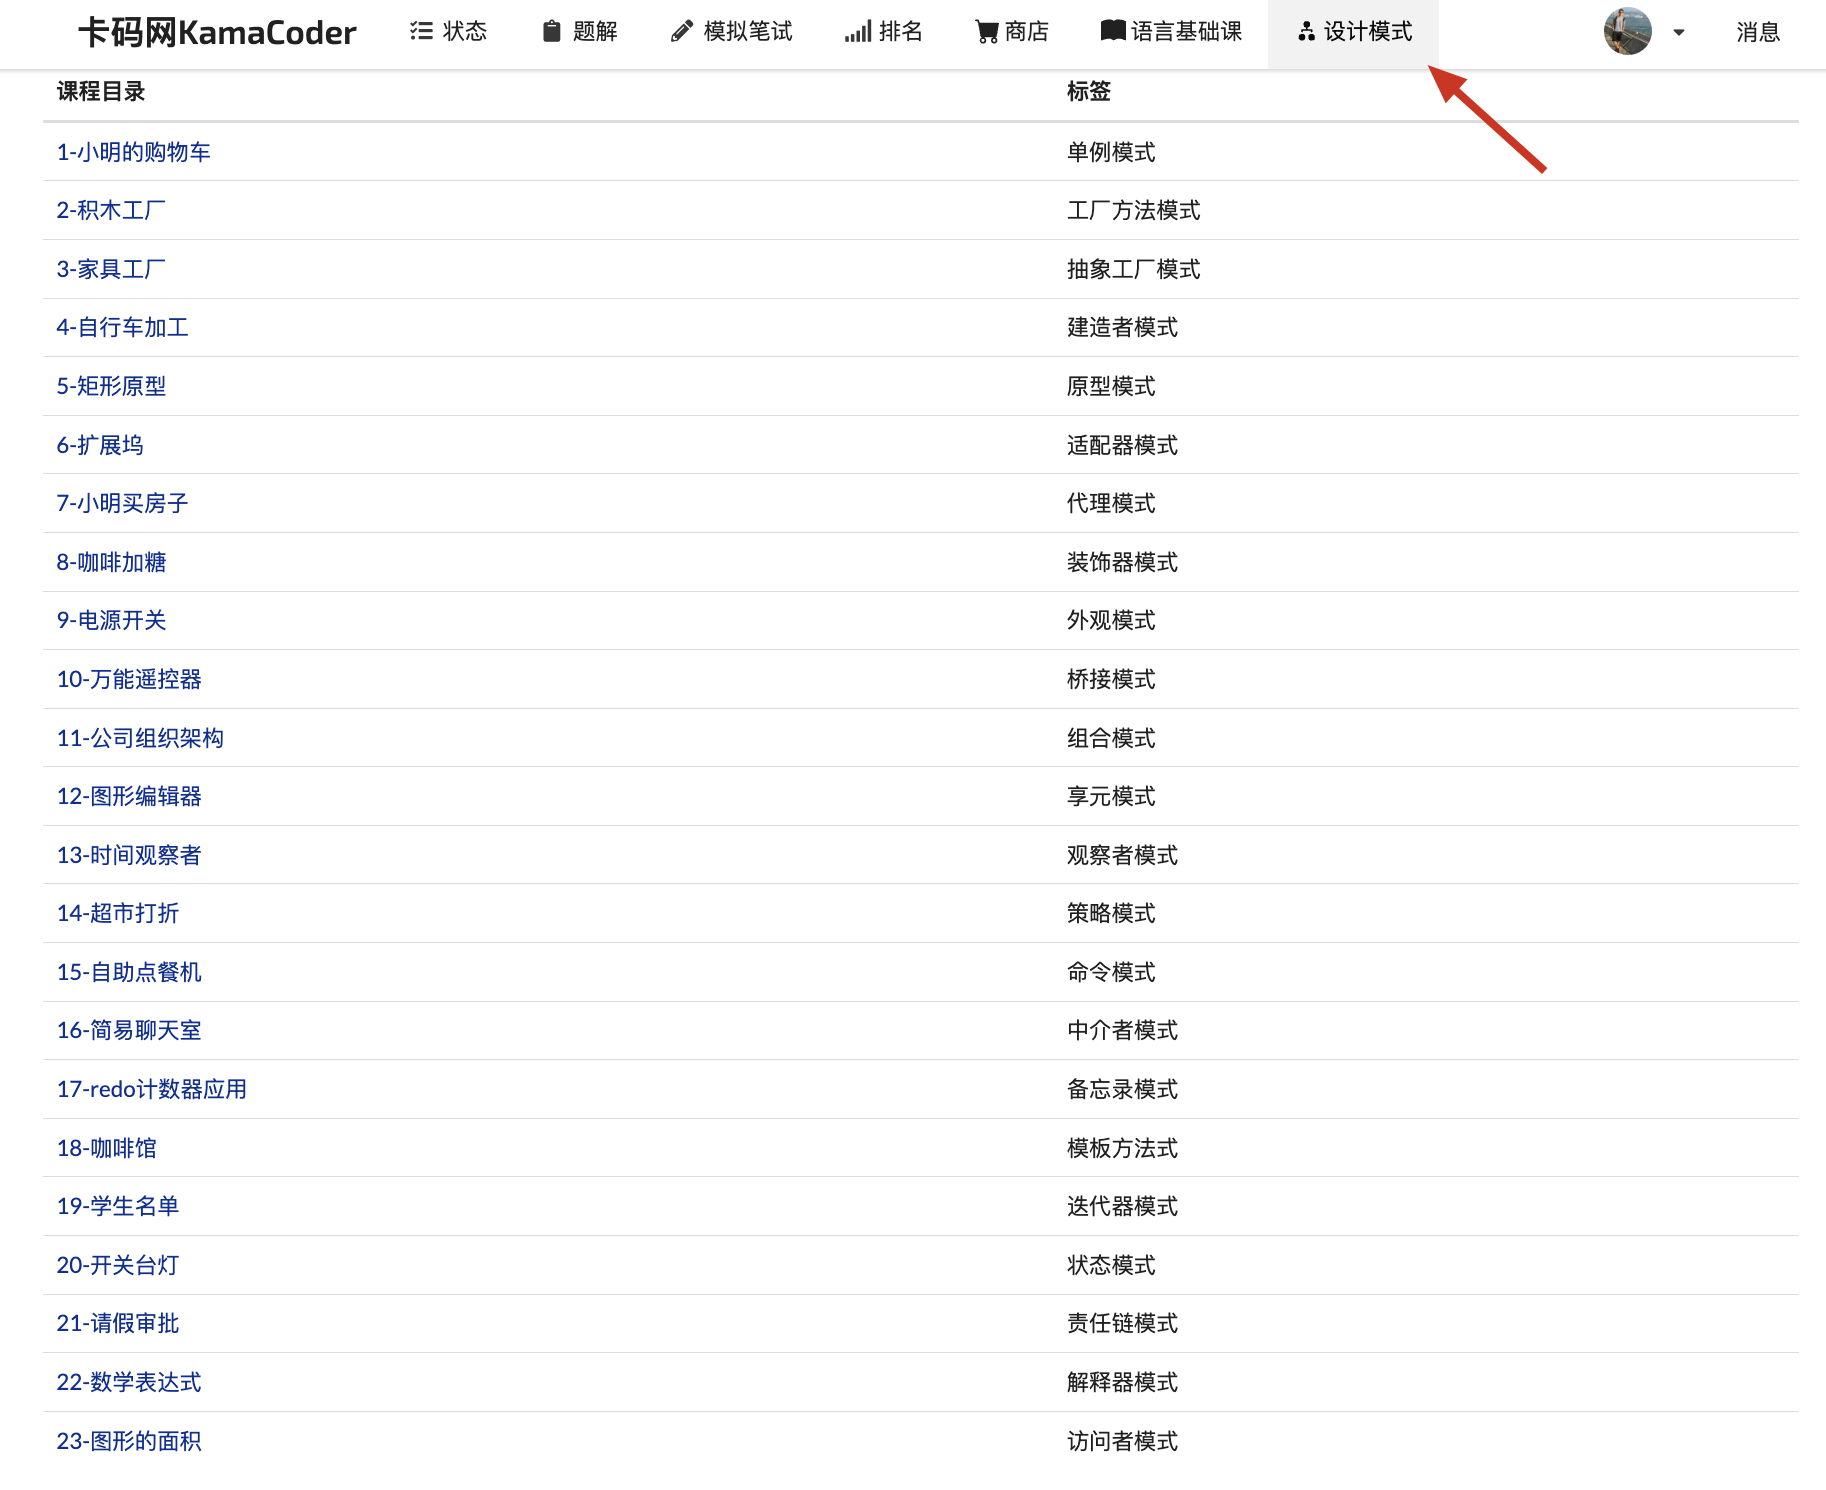 卡码网KamaCoder 状态 题解 模拟笔试 排名 商店 语言基础课 设计模式 消息
课程目录 标签
1-小明的购物车 单例模式
2-积木工厂 工厂方法模式
3-家具工厂 抽象工厂模式
4-自行车加工 建造者模式
5-矩形原型 原型模式
6-扩展坞 适配器模式
7-小明买房子 代理模式
8-咖啡加糖 装饰器模式
9-电源开关 外观模式
10-万能遥控器 桥接模式
11-公司组织架构 组合模式
12-图形编辑器 享元模式
13-时间观察者 观察者模式
14-超市打折 策略模式
15-自助点餐机 命令模式
16-简易聊天室 中介者模式
17-redo计数器应用 备忘录模式
18-咖啡馆 模板方法式
19-学生名单 迭代器模式
20-开关台灯 状态模式
21-请假审批 责任链模式
22-数学表达式 解释器模式
23-图形的面积 访问者模式